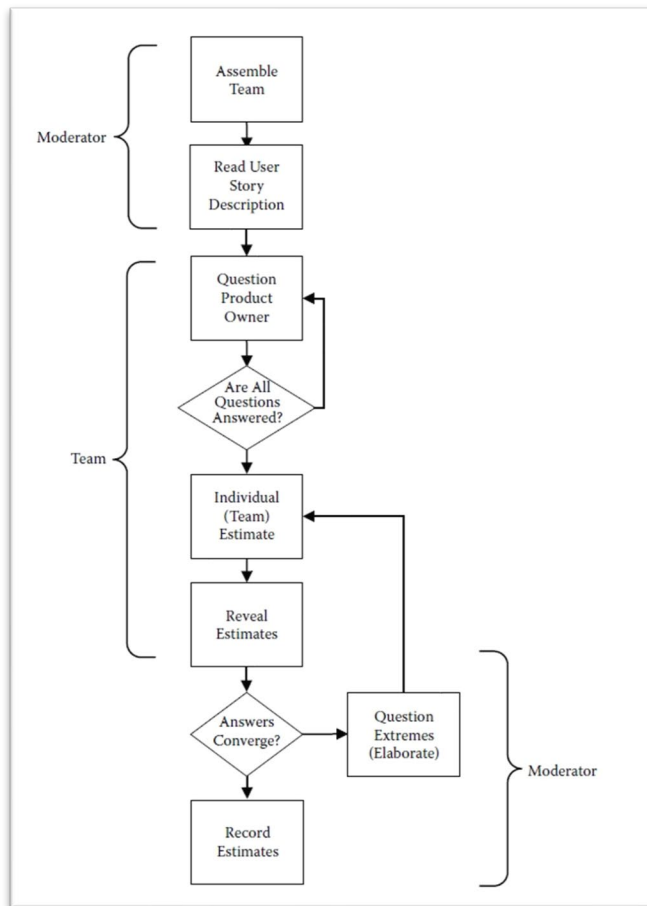 Assemble
Team
Moderator
Read User
Story
Description
Question
Product
Owner
Are All
Questions
Answered?
Team
Individual
(Team)
Estimate
Reveal
Estimates
Answers
Converge?
Question
Extremes
(Elaborate)
Moderator
Record
Estimates